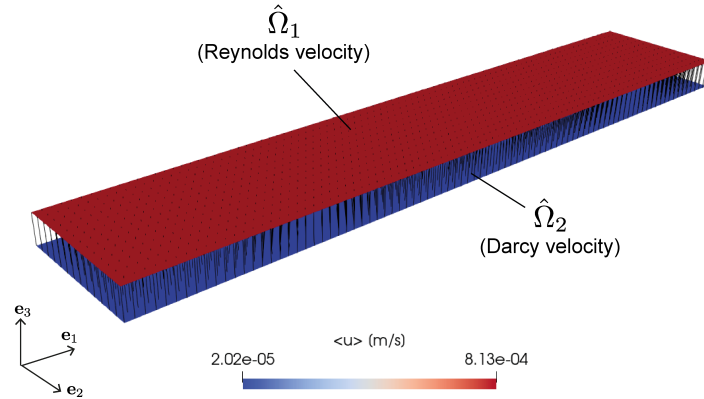 Ω̂₁
(Reynolds velocity)
Ω̂₂
(Darcy velocity)
e₃
e₁
e₂
<u> (m/s)
2.02e-05 8.13e-04